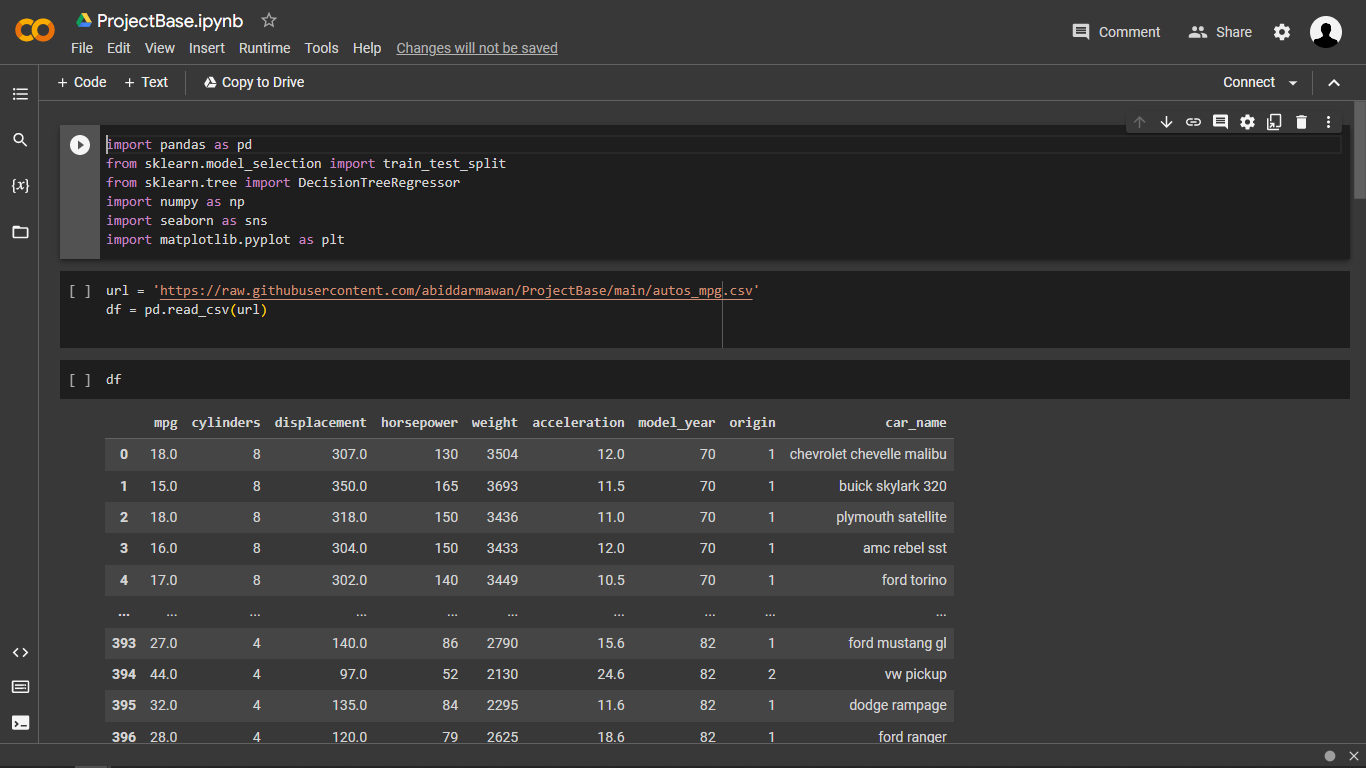 ProjectBase.ipynb
File Edit View Insert Runtime Tools Help Changes will not be saved
Comment Share
+ Code + Text Copy to Drive
Connect
import pandas as pd
from sklearn.model_selection import train_test_split
from sklearn.tree import DecisionTreeRegressor
import numpy as np
import seaborn as sns
import matplotlib.pyplot as plt
[ ] url = 'https://raw.githubusercontent.com/abiddarmawan/ProjectBase/main/autos_mpg.csv'
df = pd.read_csv(url)
[ ] df
mpg cylinders displacement horsepower weight acceleration model_year origin car_name
0 18.0 8 307.0 130 3504 12.0 70 1 chevrolet chevelle malibu
1 15.0 8 350.0 165 3693 11.5 70 1 buick skylark 320
2 18.0 8 318.0 150 3436 11.0 70 1 plymouth satellite
3 16.0 8 304.0 150 3433 12.0 70 1 amc rebel sst
4 17.0 8 302.0 140 3449 10.5 70 1 ford torino
... ... ... ... ... ... ... ... ... ...
393 27.0 4 140.0 86 2790 15.6 82 1 ford mustang gl
394 44.0 4 97.0 52 2130 24.6 82 2 vw pickup
395 32.0 4 135.0 84 2295 11.6 82 1 dodge rampage
396 28.0 4 120.0 79 2625 18.6 82 1 ford ranger